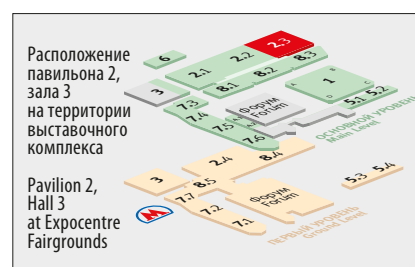 Расположение
павильона 2,
зала 3
на территории
выставочного
комплекса
Pavilion 2,
Hall 3
at Expocentre
Fairgrounds
6
2.1
2.2
2.3
8.1
8.2
8.3
3
7.3
7.4
7.5
7.6
Форум
Forum
A
B
C
D
1
5.1
5.2
ОСНОВНОЙ УРОВЕНЬ
Main Level
3
2.4
8.4
8.5
7.7
7.2
7.1
Форум
Forum
5.3
5.4
ПЕРВЫЙ УРОВЕНЬ
Ground Level
М